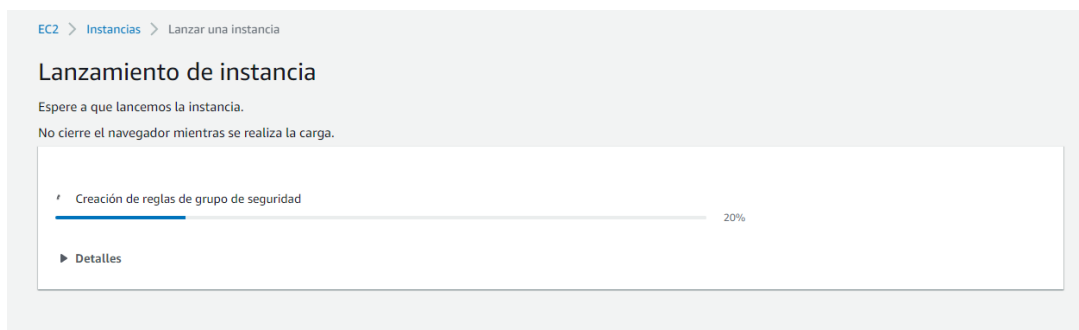 EC2 > Instancias > Lanzar una instancia
Lanzamiento de instancia
Espere a que lancemos la instancia.
No cierre el navegador mientras se realiza la carga.
Creación de reglas de grupo de seguridad
20%
Detalles